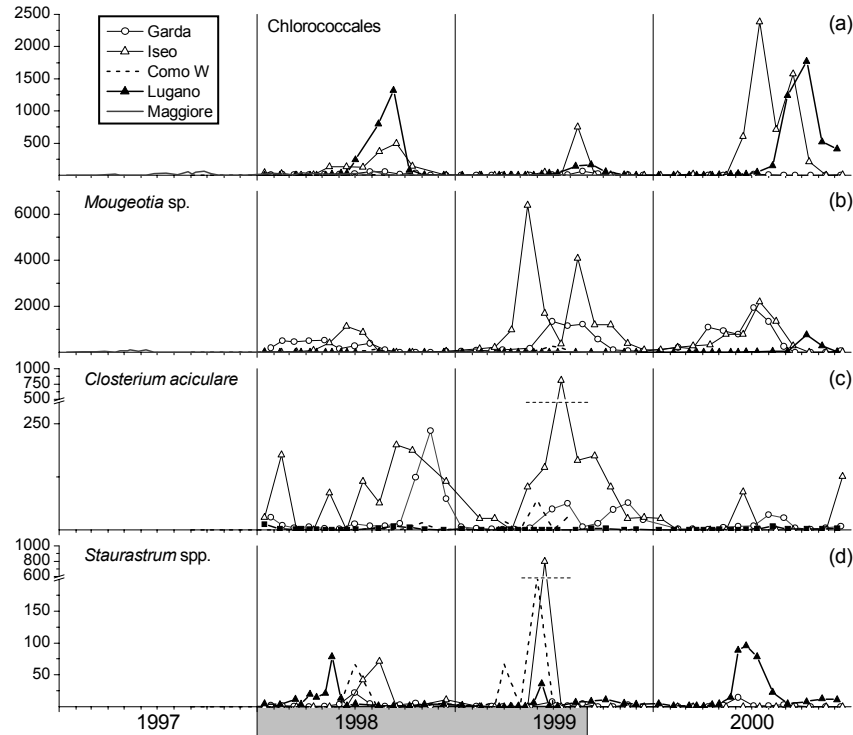 2500
2000
1500
1000
500
Garda
Iseo
Como W
Lugano
Maggiore
Chlorococcales
(a)
6000
4000
2000
0
Mougeotia sp.
(b)
1000
750
500
250
Closterium aciculare
(c)
1000
800
600
150
100
50
Staurastrum spp.
(d)
1997 1998 1999 2000